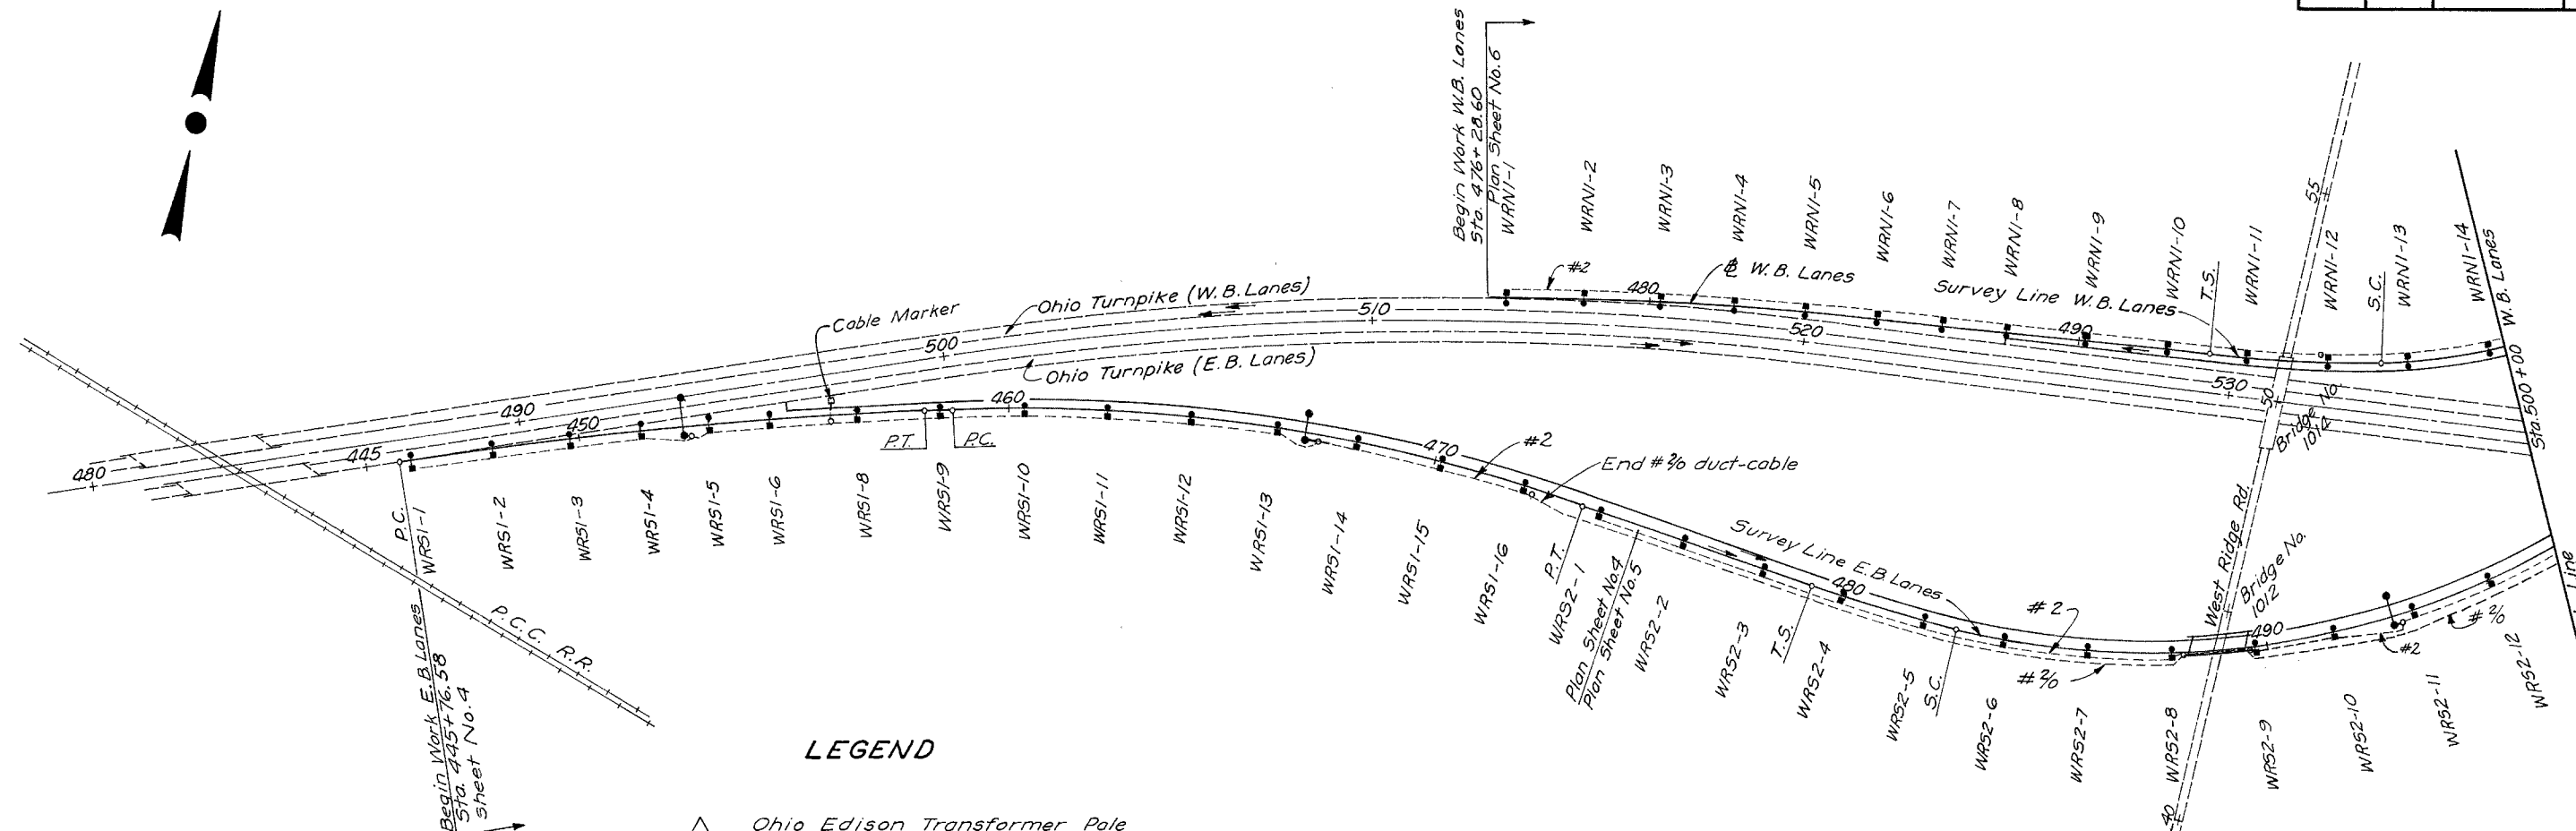 Begin Work W.B. Lanes
Sta. 476+28.60
Plan Sheet No.6
WRN1-1
WRN1-2
WRN1-3
WRN1-4
WRN1-5
WRN1-6
WRN1-7
WRN1-8
WRN1-9
WRN1-10
T.S.
WRN1-11
55
WRN1-12
S.C.
WRN1-13
WRN1-14
W.B. Lanes
#2
480
℄ W.B. Lanes
Survey Line W.B. Lanes
490
Cable Marker
Ohio Turnpike (W.B. Lanes)
500
510
520
530
50
Bridge No.
1014
Sta. 500+00
Ohio Turnpike (E.B. Lanes)
480
490
445
450
460
P.T.
P.C.
470
#2
End #2/0 duct-cable
P.C.
WRS1-1
WRS1-2
WRS1-3
WRS1-4
WRS1-5
WRS1-6
WRS1-8
WRS1-9
WRS1-10
WRS1-11
WRS1-12
WRS1-13
WRS1-14
WRS1-15
WRS1-16
P.T.
WRS2-1
Plan Sheet No.4
Plan Sheet No.5
WRS2-2
WRS2-3
T.S.
WRS2-4
WRS2-5
S.C.
WRS2-6
WRS2-7
WRS2-8
WRS2-9
WRS2-10
WRS2-11
WRS2-12
Survey Line E.B. Lanes
480
#2
#2/0
West Ridge Rd.
Bridge No.
1012
490
#2
#2/0
Line
40
P.C.C. R.R.
Begin Work E.B. Lanes
Sta. 445+76.58
Sheet No.4
LEGEND
Ohio Edison Transformer Pole